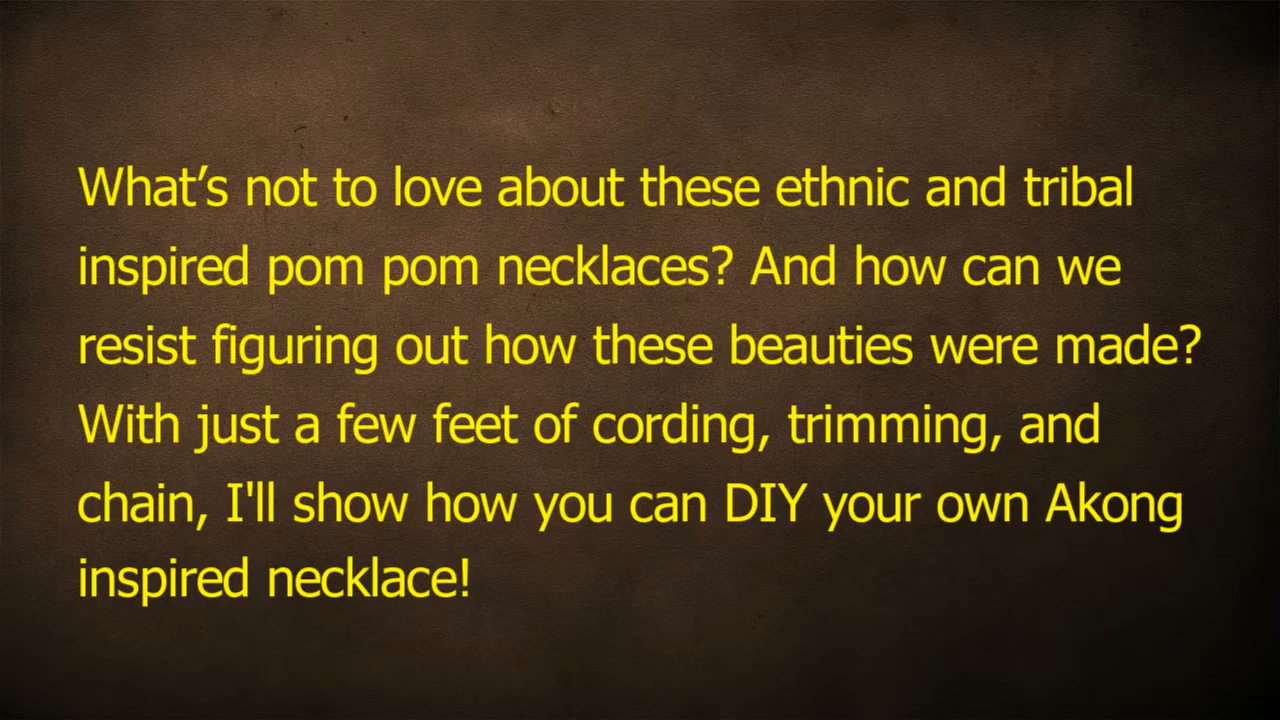 What’s not to love about these ethnic and tribal
inspired pom pom necklaces? And how can we
resist figuring out how these beauties were made?
With just a few feet of cording, trimming, and
chain, I'll show how you can DIY your own Akong
inspired necklace!